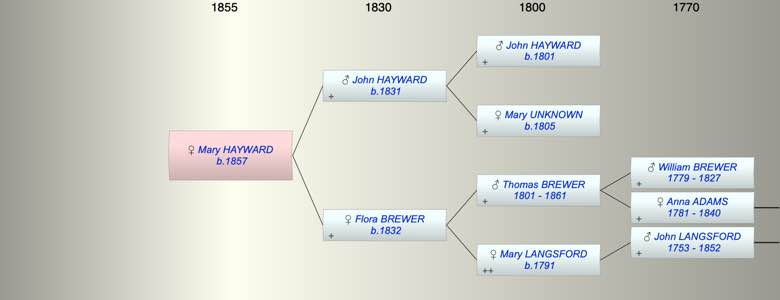 1855
1830
1800
1770
♀ Mary HAYWARD
b.1857
♂ John HAYWARD
b.1831
+
♀ Flora BREWER
b.1832
+
♂ John HAYWARD
b.1801
+
♀ Mary UNKNOWN
b.1805
+
♂ Thomas BREWER
1801 - 1861
+
♀ Mary LANGSFORD
b.1791
++
♂ William BREWER
1779 - 1827
+
♀ Anna ADAMS
1781 - 1840
+
♂ John LANGSFORD
1753 - 1852
+